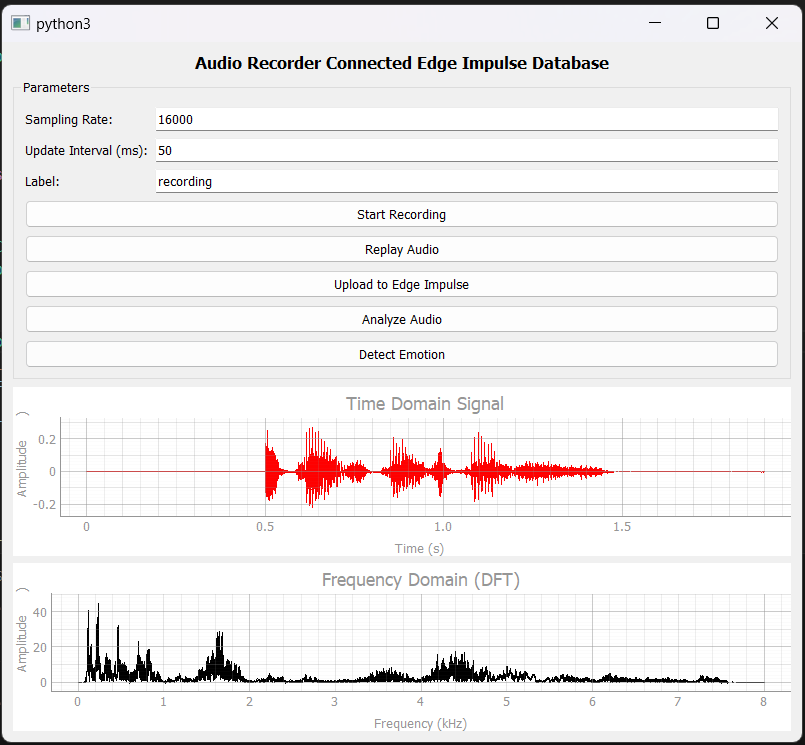 python3
Audio Recorder Connected Edge Impulse Database
Parameters
Sampling Rate: 16000
Update Interval (ms): 50
Label: recording
Start Recording
Replay Audio
Upload to Edge Impulse
Analyze Audio
Detect Emotion
Time Domain Signal
Amplitude )
0.2
0
-0.2
0 0.5 1.0 1.5
Time (s)
Frequency Domain (DFT)
Amplitude )
40
20
0
0 1 2 3 4 5 6 7 8
Frequency (kHz)